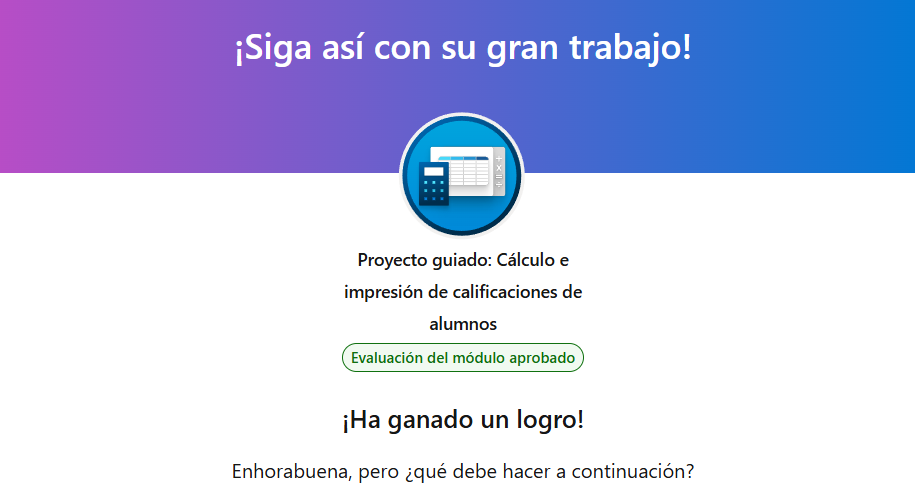 ¡Siga así con su gran trabajo!
Proyecto guiado: Cálculo e
impresión de calificaciones de
alumnos
Evaluación del módulo aprobado
¡Ha ganado un logro!
Enhorabuena, pero ¿qué debe hacer a continuación?